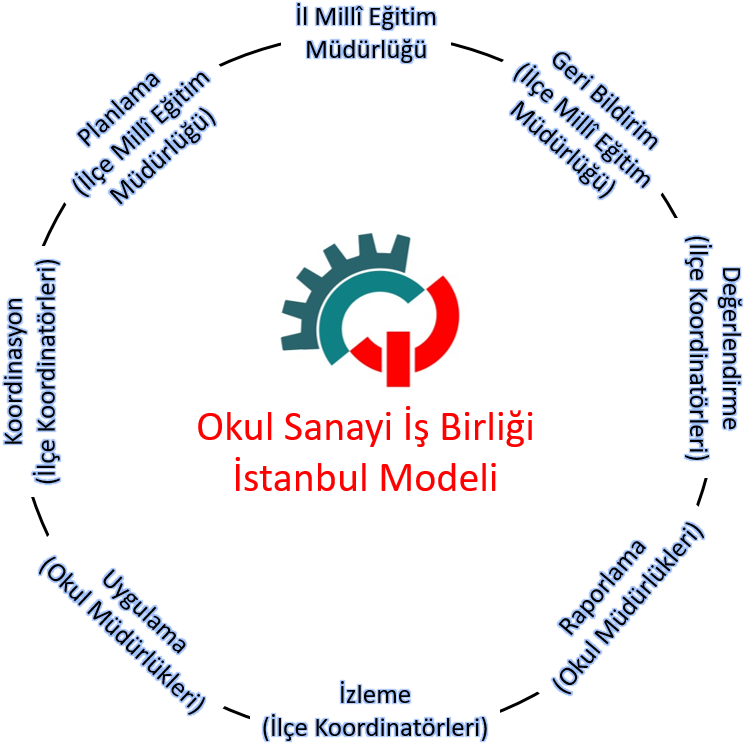 İl Millî Eğitim
Müdürlüğü
Geri Bildirim
(İlçe Millî Eğitim
Müdürlüğü)
Değerlendirme
(İlçe Koordinatörleri)
Raporlama
(Okul Müdürlükleri)
İzleme
(İlçe Koordinatörleri)
Uygulama
(Okul Müdürlükleri)
Koordinasyon
(İlçe Koordinatörleri)
Planlama
(İlçe Millî Eğitim
Müdürlüğü)
Okul Sanayi İş Birliği
İstanbul Modeli